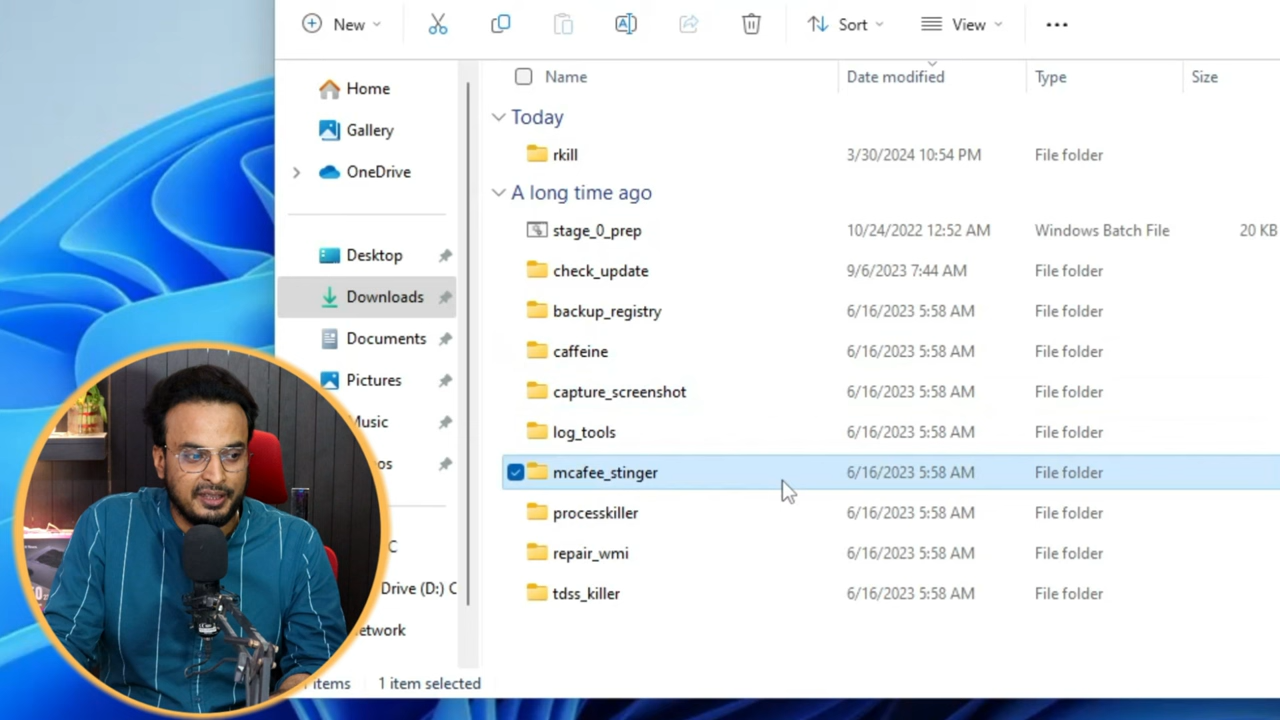 New Sort View
Name Date modified Type Size
Home
Gallery
OneDrive
Desktop
Downloads
Documents
Pictures
Music
os
C
Drive (D:) C
etwork
Today
rkill 3/30/2024 10:54 PM File folder
A long time ago
stage_0_prep 10/24/2022 12:52 AM Windows Batch File 20 KB
check_update 9/6/2023 7:44 AM File folder
backup_registry 6/16/2023 5:58 AM File folder
caffeine 6/16/2023 5:58 AM File folder
capture_screenshot 6/16/2023 5:58 AM File folder
log_tools 6/16/2023 5:58 AM File folder
mcafee_stinger 6/16/2023 5:58 AM File folder
processkiller 6/16/2023 5:58 AM File folder
repair_wmi 6/16/2023 5:58 AM File folder
tdss_killer 6/16/2023 5:58 AM File folder
items 1 item selected